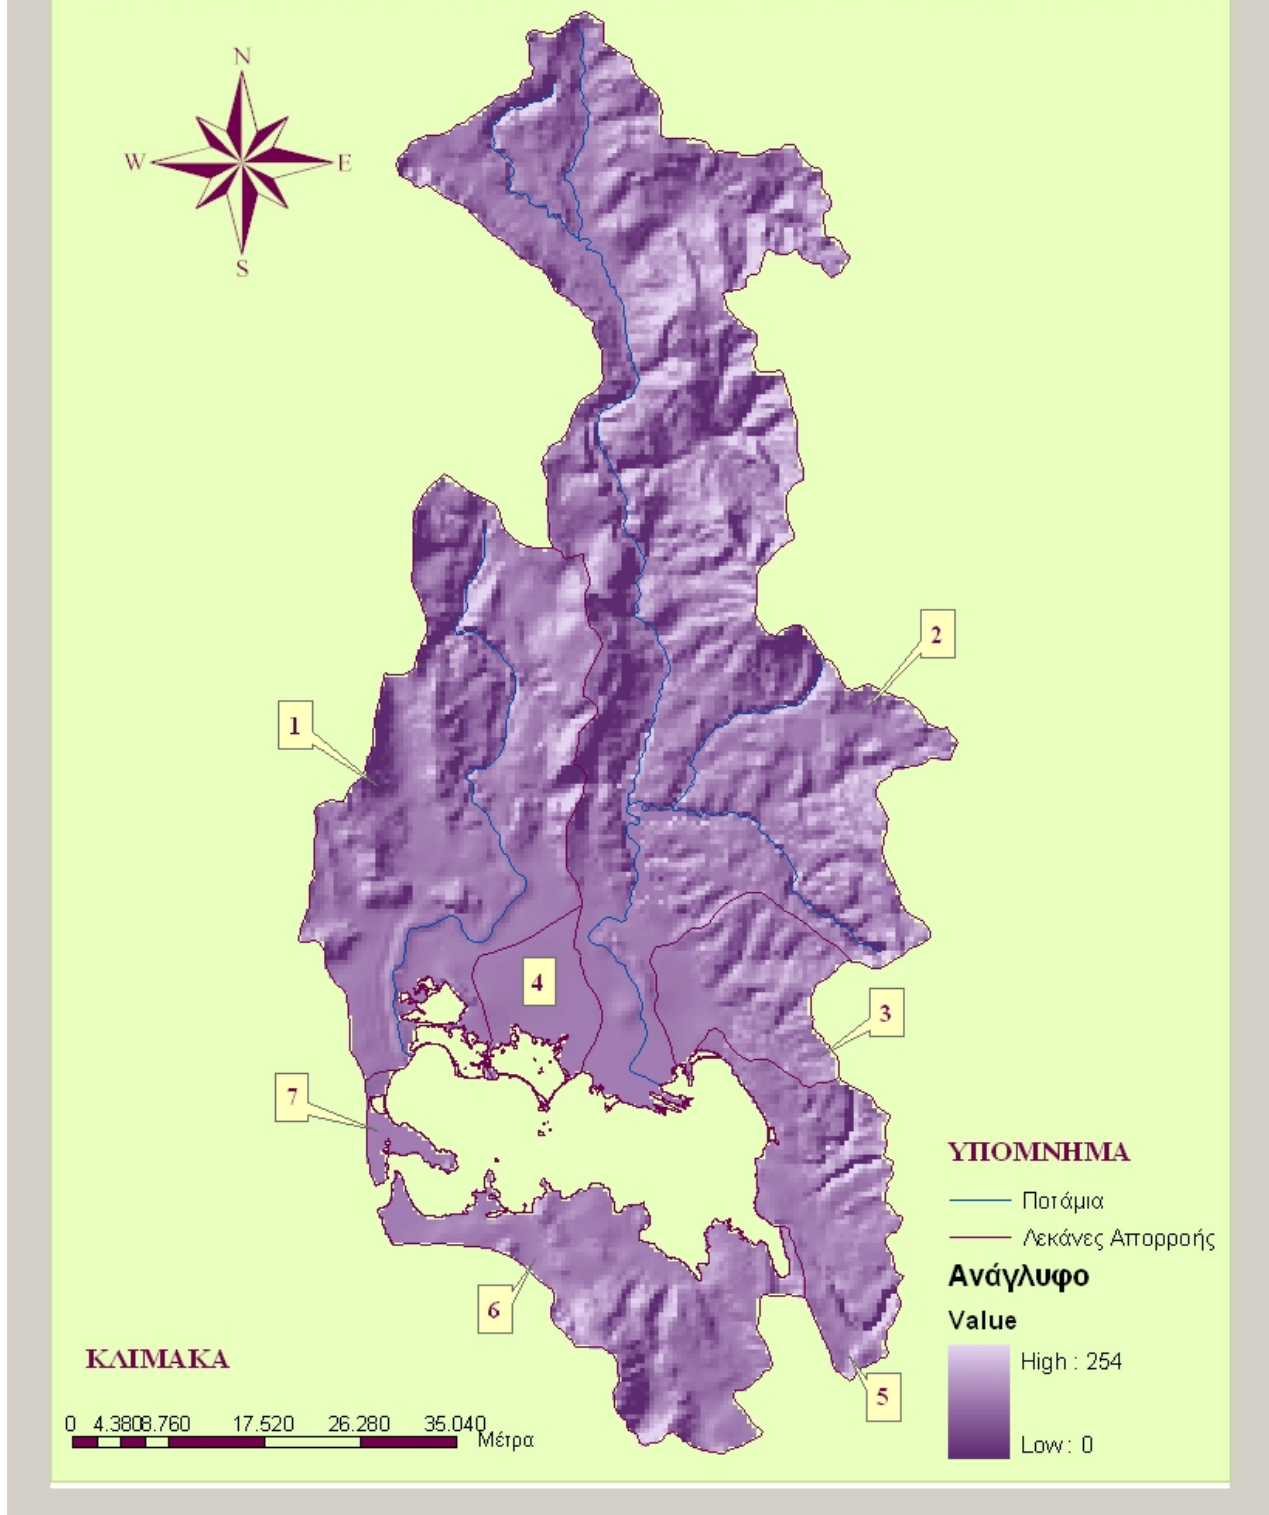 N
W E
S
2
1
4
3
7
ΥΠΟΜΝΗΜΑ
Ποτάμια
Λεκάνες Απορροής
Ανάγλυφο
Value
6
High : 254
ΚΛΙΜΑΚΑ
5
0 4.380 8.760 17.520 26.280 35.040
Μέτρα
Low : 0